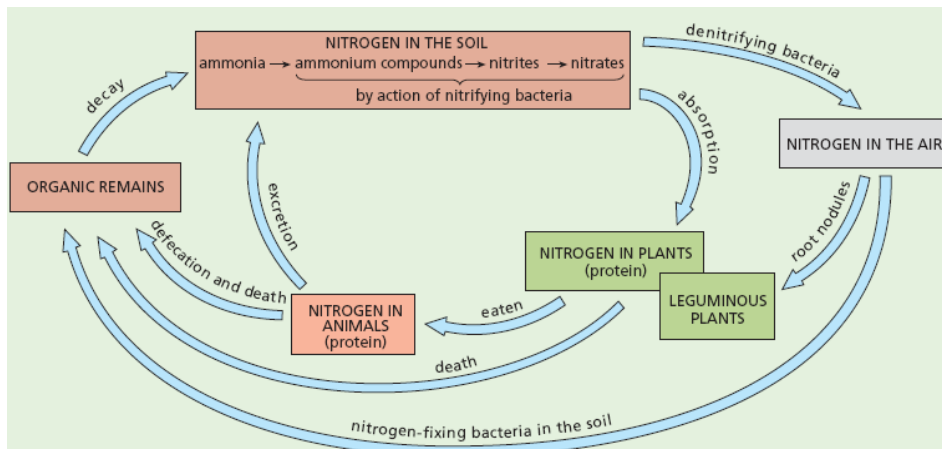 NITROGEN IN THE SOIL
ammonia → ammonium compounds → nitrites → nitrates
by action of nitrifying bacteria
denitrifying bacteria
decay
absorption
NITROGEN IN THE AIR
ORGANIC REMAINS
excretion
defecation and death
root nodules
NITROGEN IN PLANTS
(protein)
LEGUMINOUS
PLANTS
NITROGEN IN
ANIMALS
(protein)
eaten
death
nitrogen-fixing bacteria in the soil